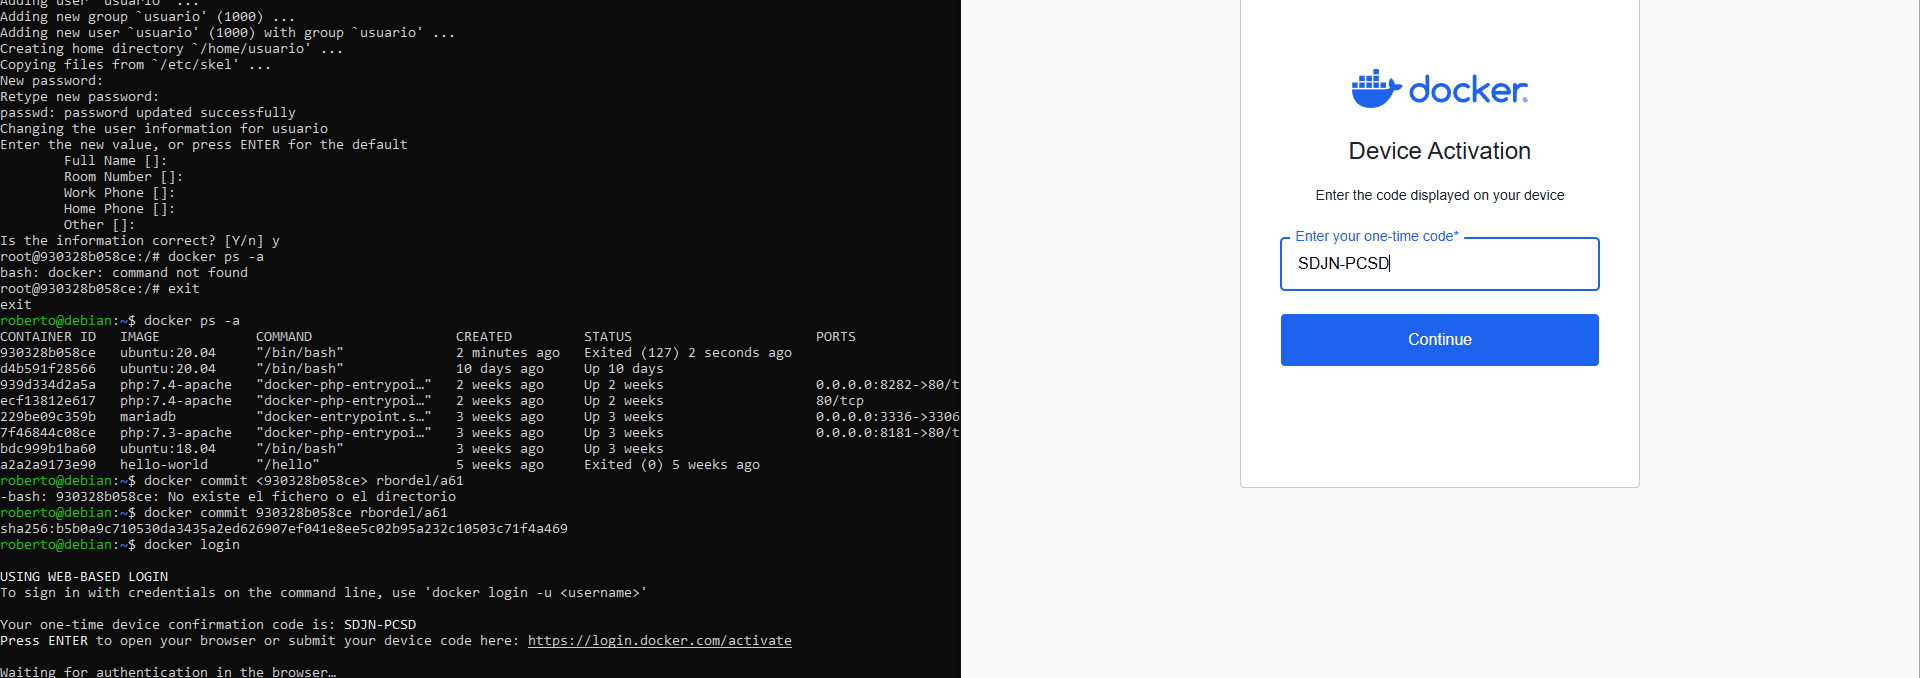 Adding user `usuario' ...
Adding new group `usuario' (1000) ...
Adding new user `usuario' (1000) with group `usuario' ...
Creating home directory `/home/usuario' ...
Copying files from `/etc/skel' ...
New password:
Retype new password:
passwd: password updated successfully
Changing the user information for usuario
Enter the new value, or press ENTER for the default
        Full Name []:
        Room Number []:
        Work Phone []:
        Home Phone []:
        Other []:
Is the information correct? [Y/n] y
root@930328b058ce:/# docker ps -a
bash: docker: command not found
root@930328b058ce:/# exit
exit
roberto@debian:~$ docker ps -a
CONTAINER ID   IMAGE            COMMAND                  CREATED         STATUS                       PORTS
930328b058ce   ubuntu:20.04     "/bin/bash"              2 minutes ago   Exited (127) 2 seconds ago
d4b591f28566   ubuntu:20.04     "/bin/bash"              10 days ago     Up 10 days
939d334d2a5a   php:7.4-apache   "docker-php-entrypoi…"   2 weeks ago     Up 2 weeks                   0.0.0.0:8282->80/t
ecf13812e617   php:7.4-apache   "docker-php-entrypoi…"   2 weeks ago     Up 2 weeks                   80/tcp
229be09c359b   mariadb          "docker-entrypoint.s…"   3 weeks ago     Up 3 weeks                   0.0.0.0:3336->3306
7f46844c08ce   php:7.3-apache   "docker-php-entrypoi…"   3 weeks ago     Up 3 weeks                   0.0.0.0:8181->80/t
bdc999b1ba60   ubuntu:18.04     "/bin/bash"              3 weeks ago     Up 3 weeks
a2a2a9173e90   hello-world      "/hello"                 5 weeks ago     Exited (0) 5 weeks ago
roberto@debian:~$ docker commit <930328b058ce> rbordel/a61
-bash: 930328b058ce: No existe el fichero o el directorio
roberto@debian:~$ docker commit 930328b058ce rbordel/a61
sha256:b5b0a9c710530da3435a2ed626907ef041e8ee5c02b95a232c10503c71f4a469
roberto@debian:~$ docker login
USING WEB-BASED LOGIN
To sign in with credentials on the command line, use 'docker login -u <username>'
Your one-time device confirmation code is: SDJN-PCSD
Press ENTER to open your browser or submit your device code here: https://login.docker.com/activate
Waiting for authentication in the browser…
docker
Device Activation
Enter the code displayed on your device
Enter your one-time code*
SDJN-PCSD
Continue